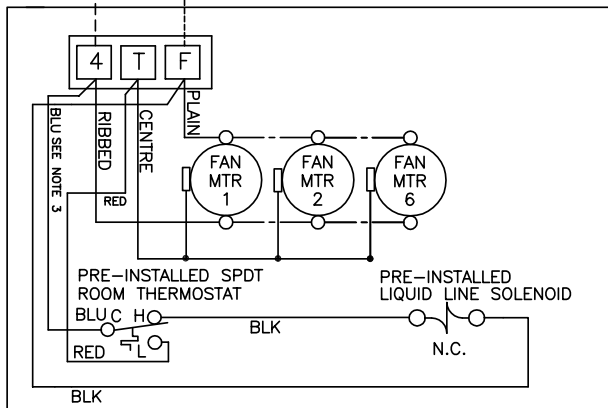 4 T F
BLU SEE NOTE 3
RIBBED
RED
CENTRE
PLAIN
FAN
MTR
1
FAN
MTR
2
FAN
MTR
6
PRE-INSTALLED SPDT
ROOM THERMOSTAT
PRE-INSTALLED
LIQUID LINE SOLENOID
BLU C H
BLK
N.C.
RED L
BLK